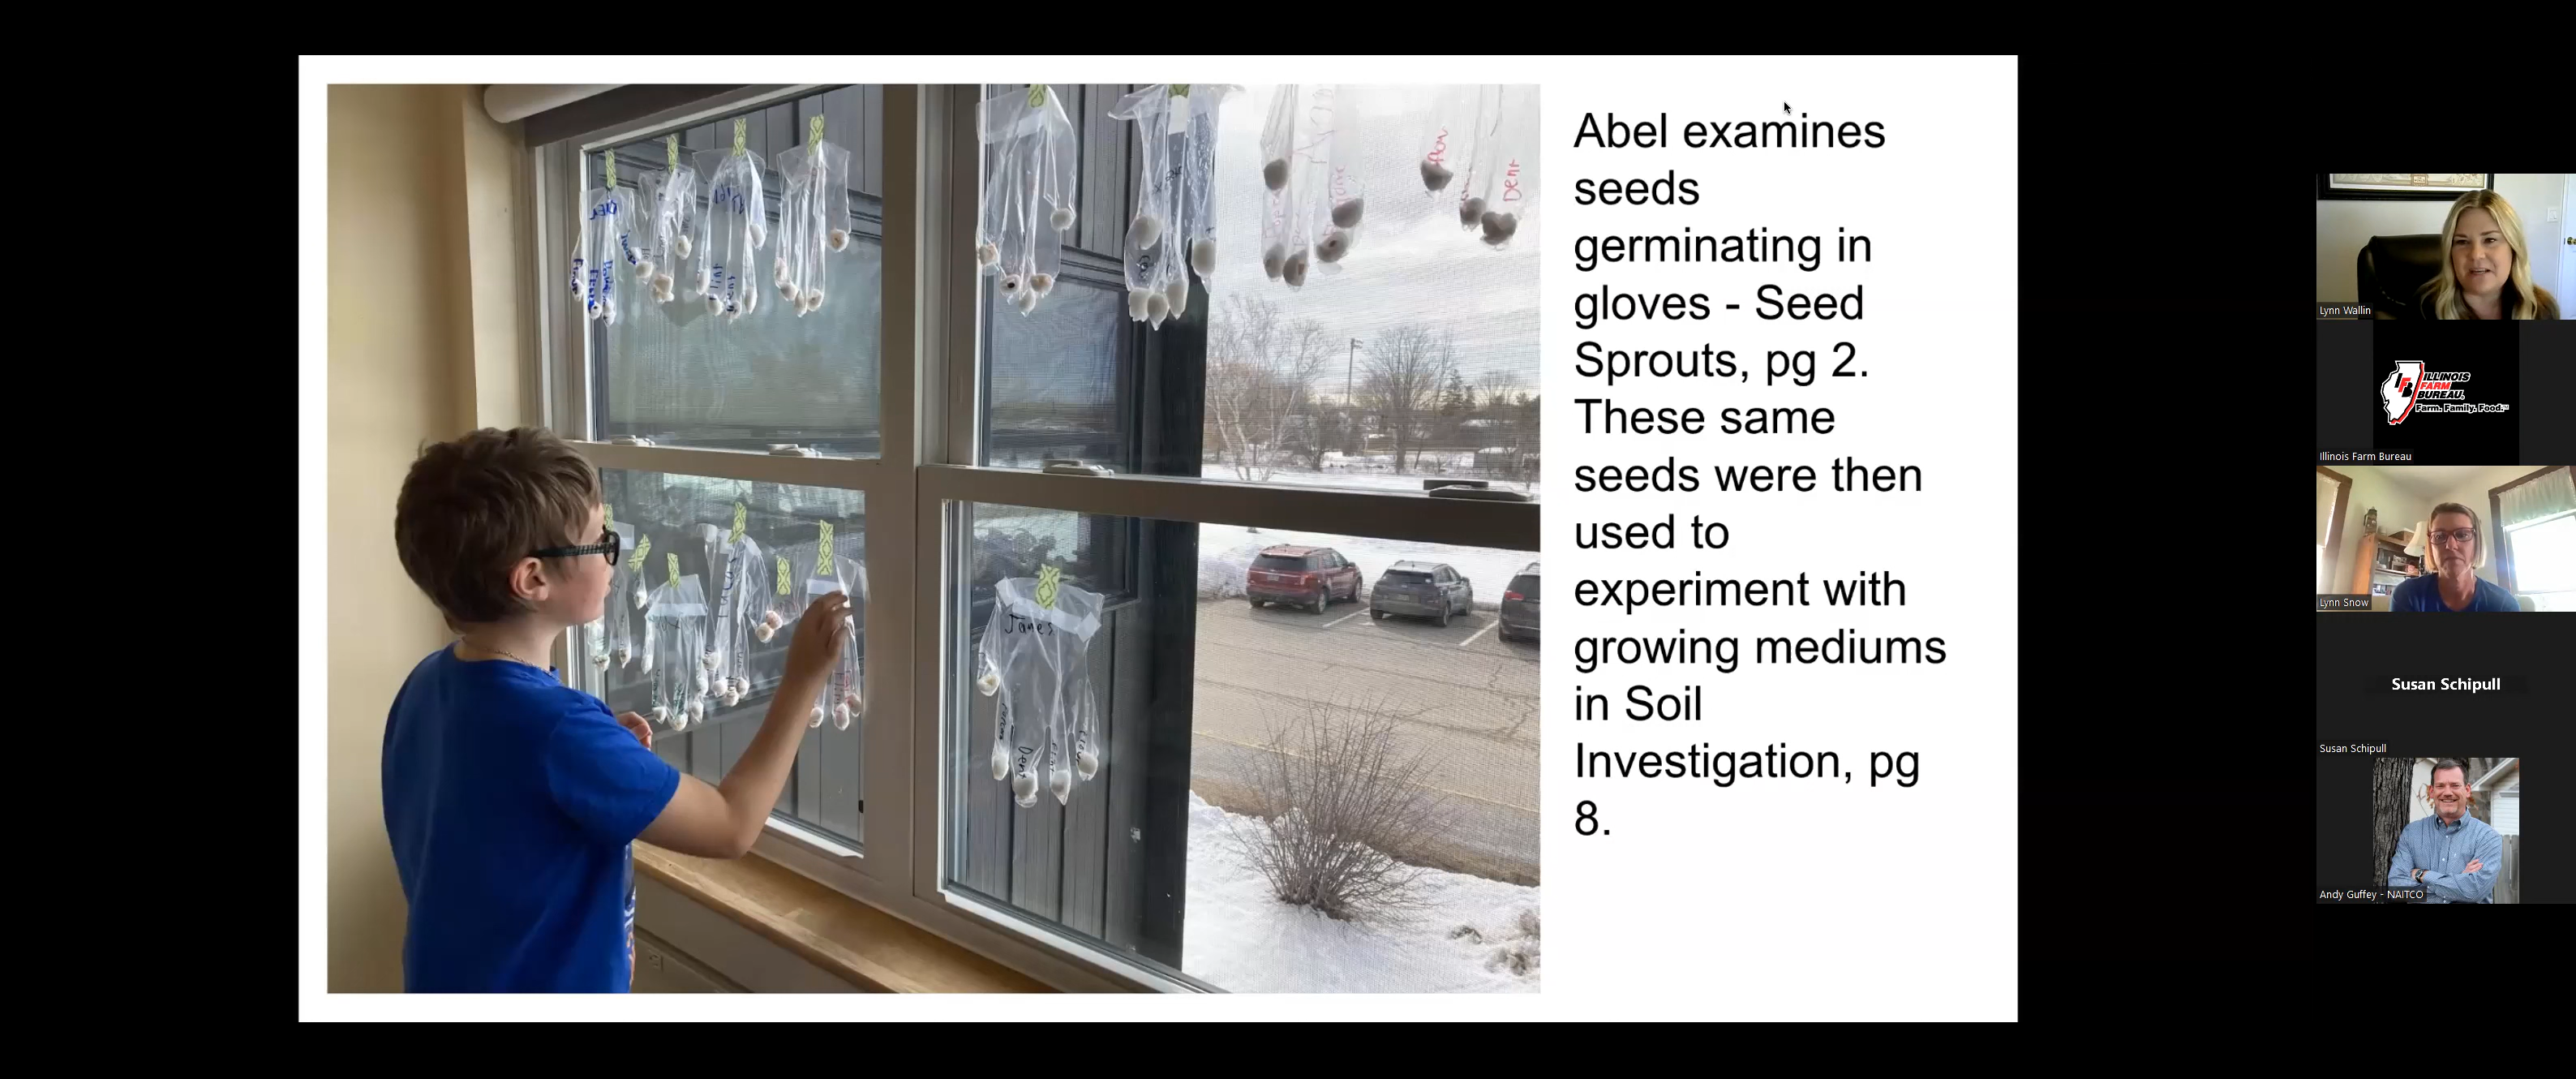 Abel examines
seeds
germinating in
gloves - Seed
Sprouts, pg 2.
These same
seeds were then
used to
experiment with
growing mediums
in Soil
Investigation, pg
8.
James
Dent
Dent
Lynn Wallin
ILLINOIS
FARM
BUREAU
Farm. Family. Food.
Illinois Farm Bureau
Lynn Snow
Susan Schipull
Susan Schipull
Andy Guffey - NAITCO